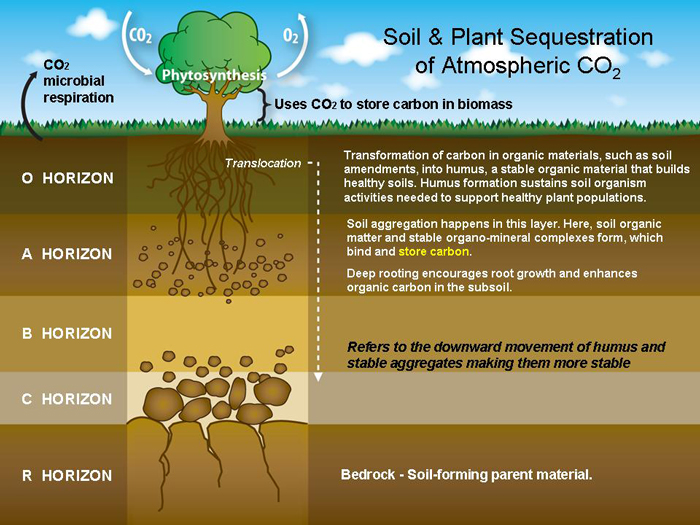 Soil & Plant Sequestration
of Atmospheric CO2
CO2
O2
Phytosynthesis
CO2
microbial
respiration
Uses CO2 to store carbon in biomass
Translocation
O HORIZON
Transformation of carbon in organic materials, such as soil
amendments, into humus, a stable organic material that builds
healthy soils. Humus formation sustains soil organism
activities needed to support healthy plant populations.
A HORIZON
Soil aggregation happens in this layer. Here, soil organic
matter and stable organo-mineral complexes form, which
bind and store carbon.
Deep rooting encourages root growth and enhances
organic carbon in the subsoil.
B HORIZON
Refers to the downward movement of humus and
stable aggregates making them more stable
C HORIZON
R HORIZON
Bedrock - Soil-forming parent material.